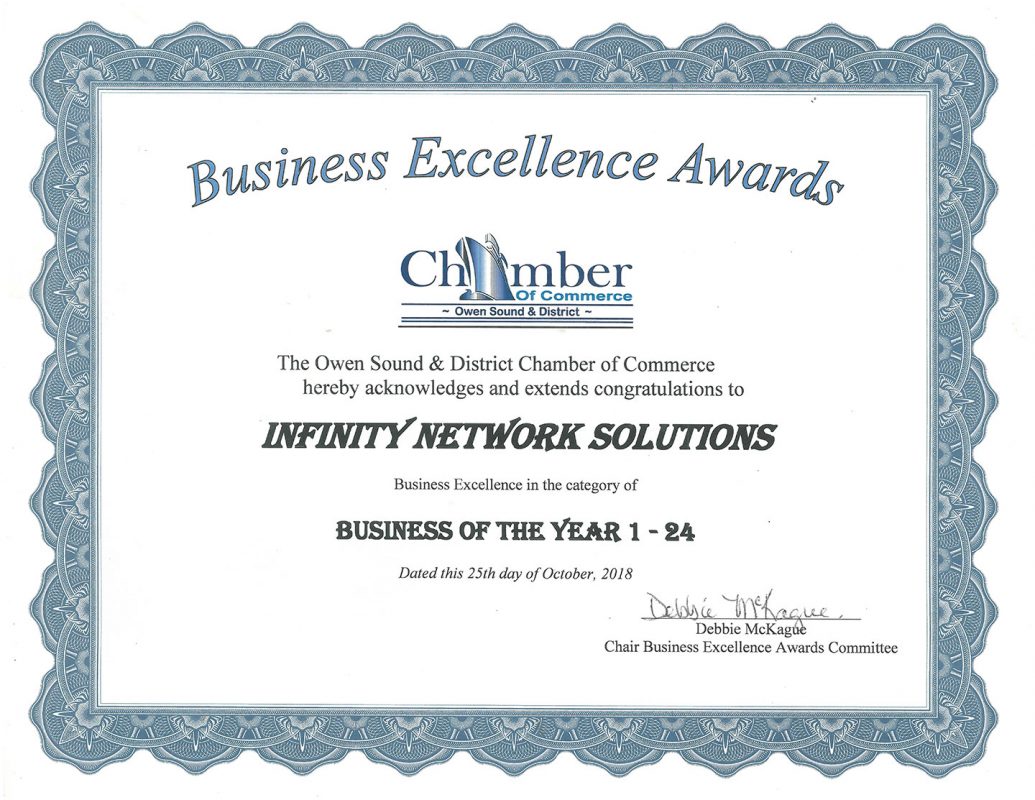 Business Excellence Awards
Chamber
Of Commerce
~ Owen Sound & District ~
The Owen Sound & District Chamber of Commerce
hereby acknowledges and extends congratulations to
INFINITY NETWORK SOLUTIONS
Business Excellence in the category of
BUSINESS OF THE YEAR 1 - 24
Dated this 25th day of October, 2018
Debbie McKague
Debbie McKague
Chair Business Excellence Awards Committee